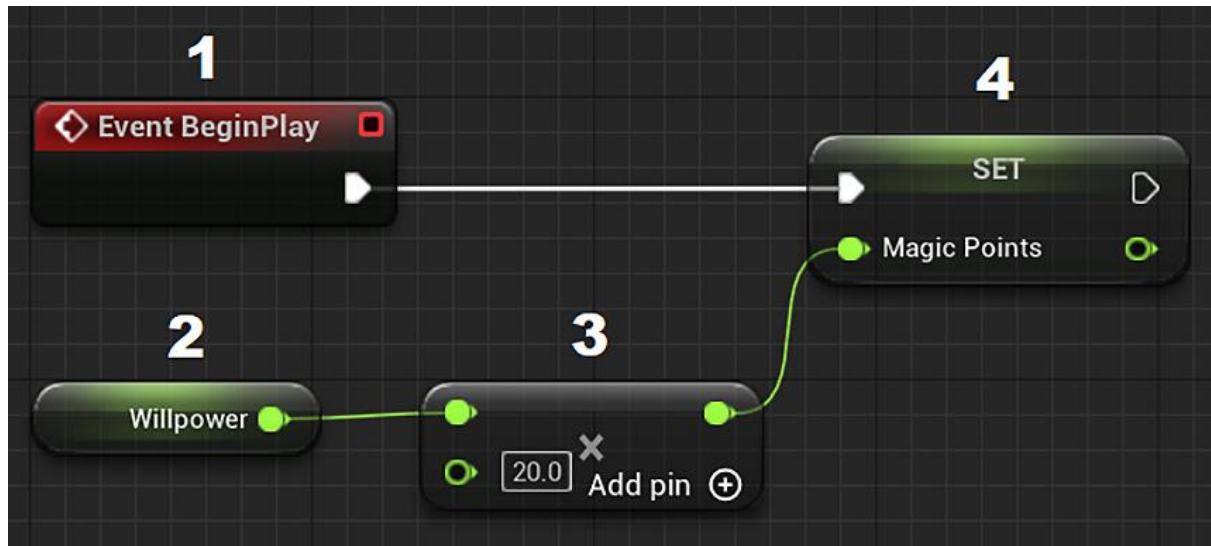 1
Event BeginPlay
4
SET
Magic Points
2
Willpower
3
20.0
Add pin